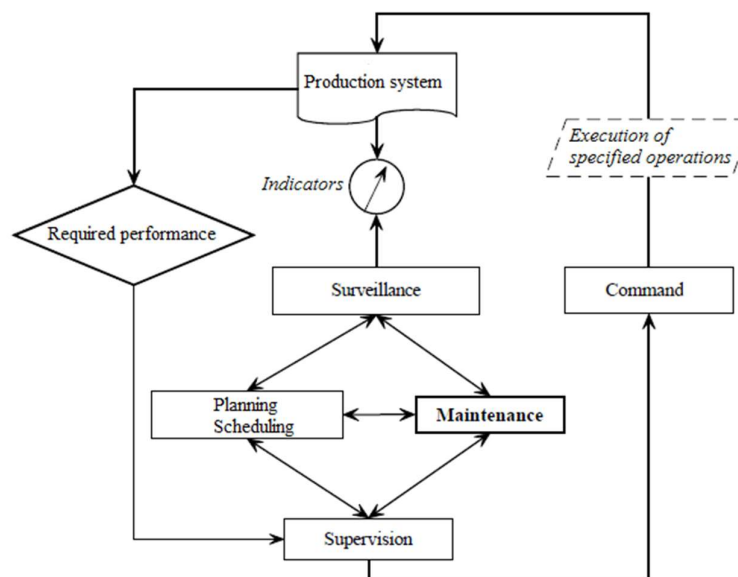 Production system
Execution of
specified operations
Indicators
Required performance
Surveillance
Command
Planning
Scheduling
Maintenance
Supervision